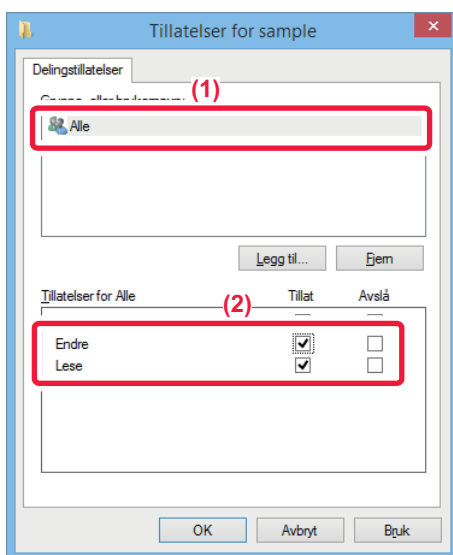 Tillatelser for sample
Delingstillatelser
(1)
Alle
Legg til...
Fjern
Tillatelser for Alle
Tillat
Avslå
(2)
Endre
Lese
OK
Avbryt
Bruk